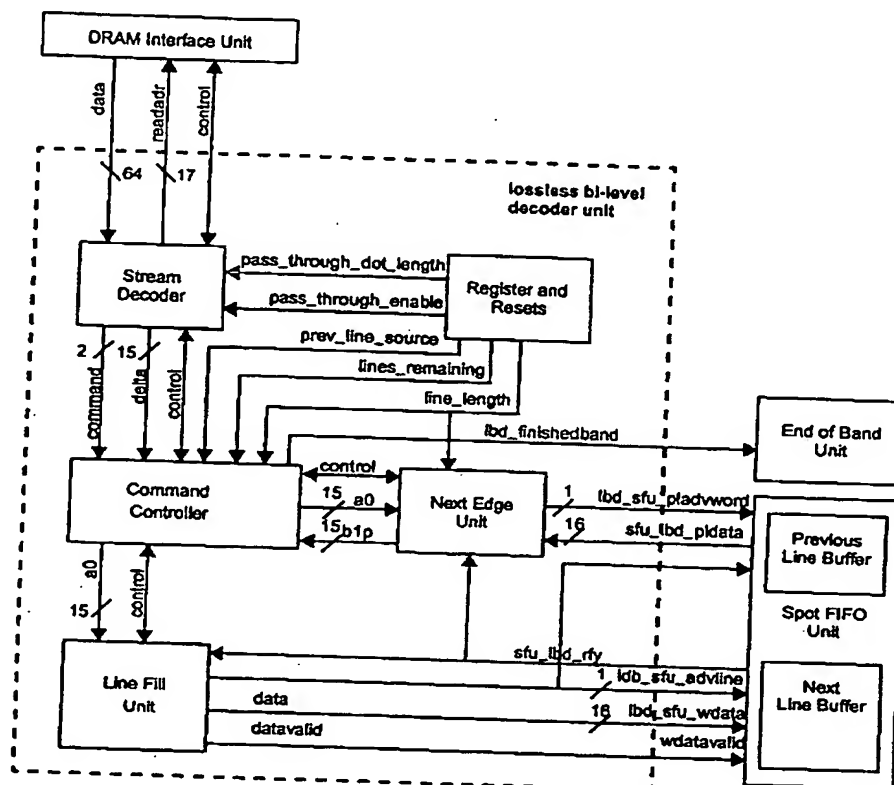 DRAM Interface Unit
data
readadr
control
64
17
lossless bi-level
decoder unit
Stream
Decoder
pass_through_dot_length
pass_through_enable
Register and
Resets
prev_line_source
lines_remaining
line_length
2
15
command
delta
control
lbd_finishedband
End of Band
Unit
Command
Controller
control
15
a0
15
b1p
Next Edge
Unit
1
lbd_sfu_pladvword
16
sfu_lbd_pldata
Previous
Line Buffer
Spot FIFO
Unit
a0
15
control
sfu_lbd_rfy
Line Fill
Unit
1
ldb_sfu_advline
data
16
lbd_sfu_wdata
datavalid
wdatavalid
Next
Line Buffer